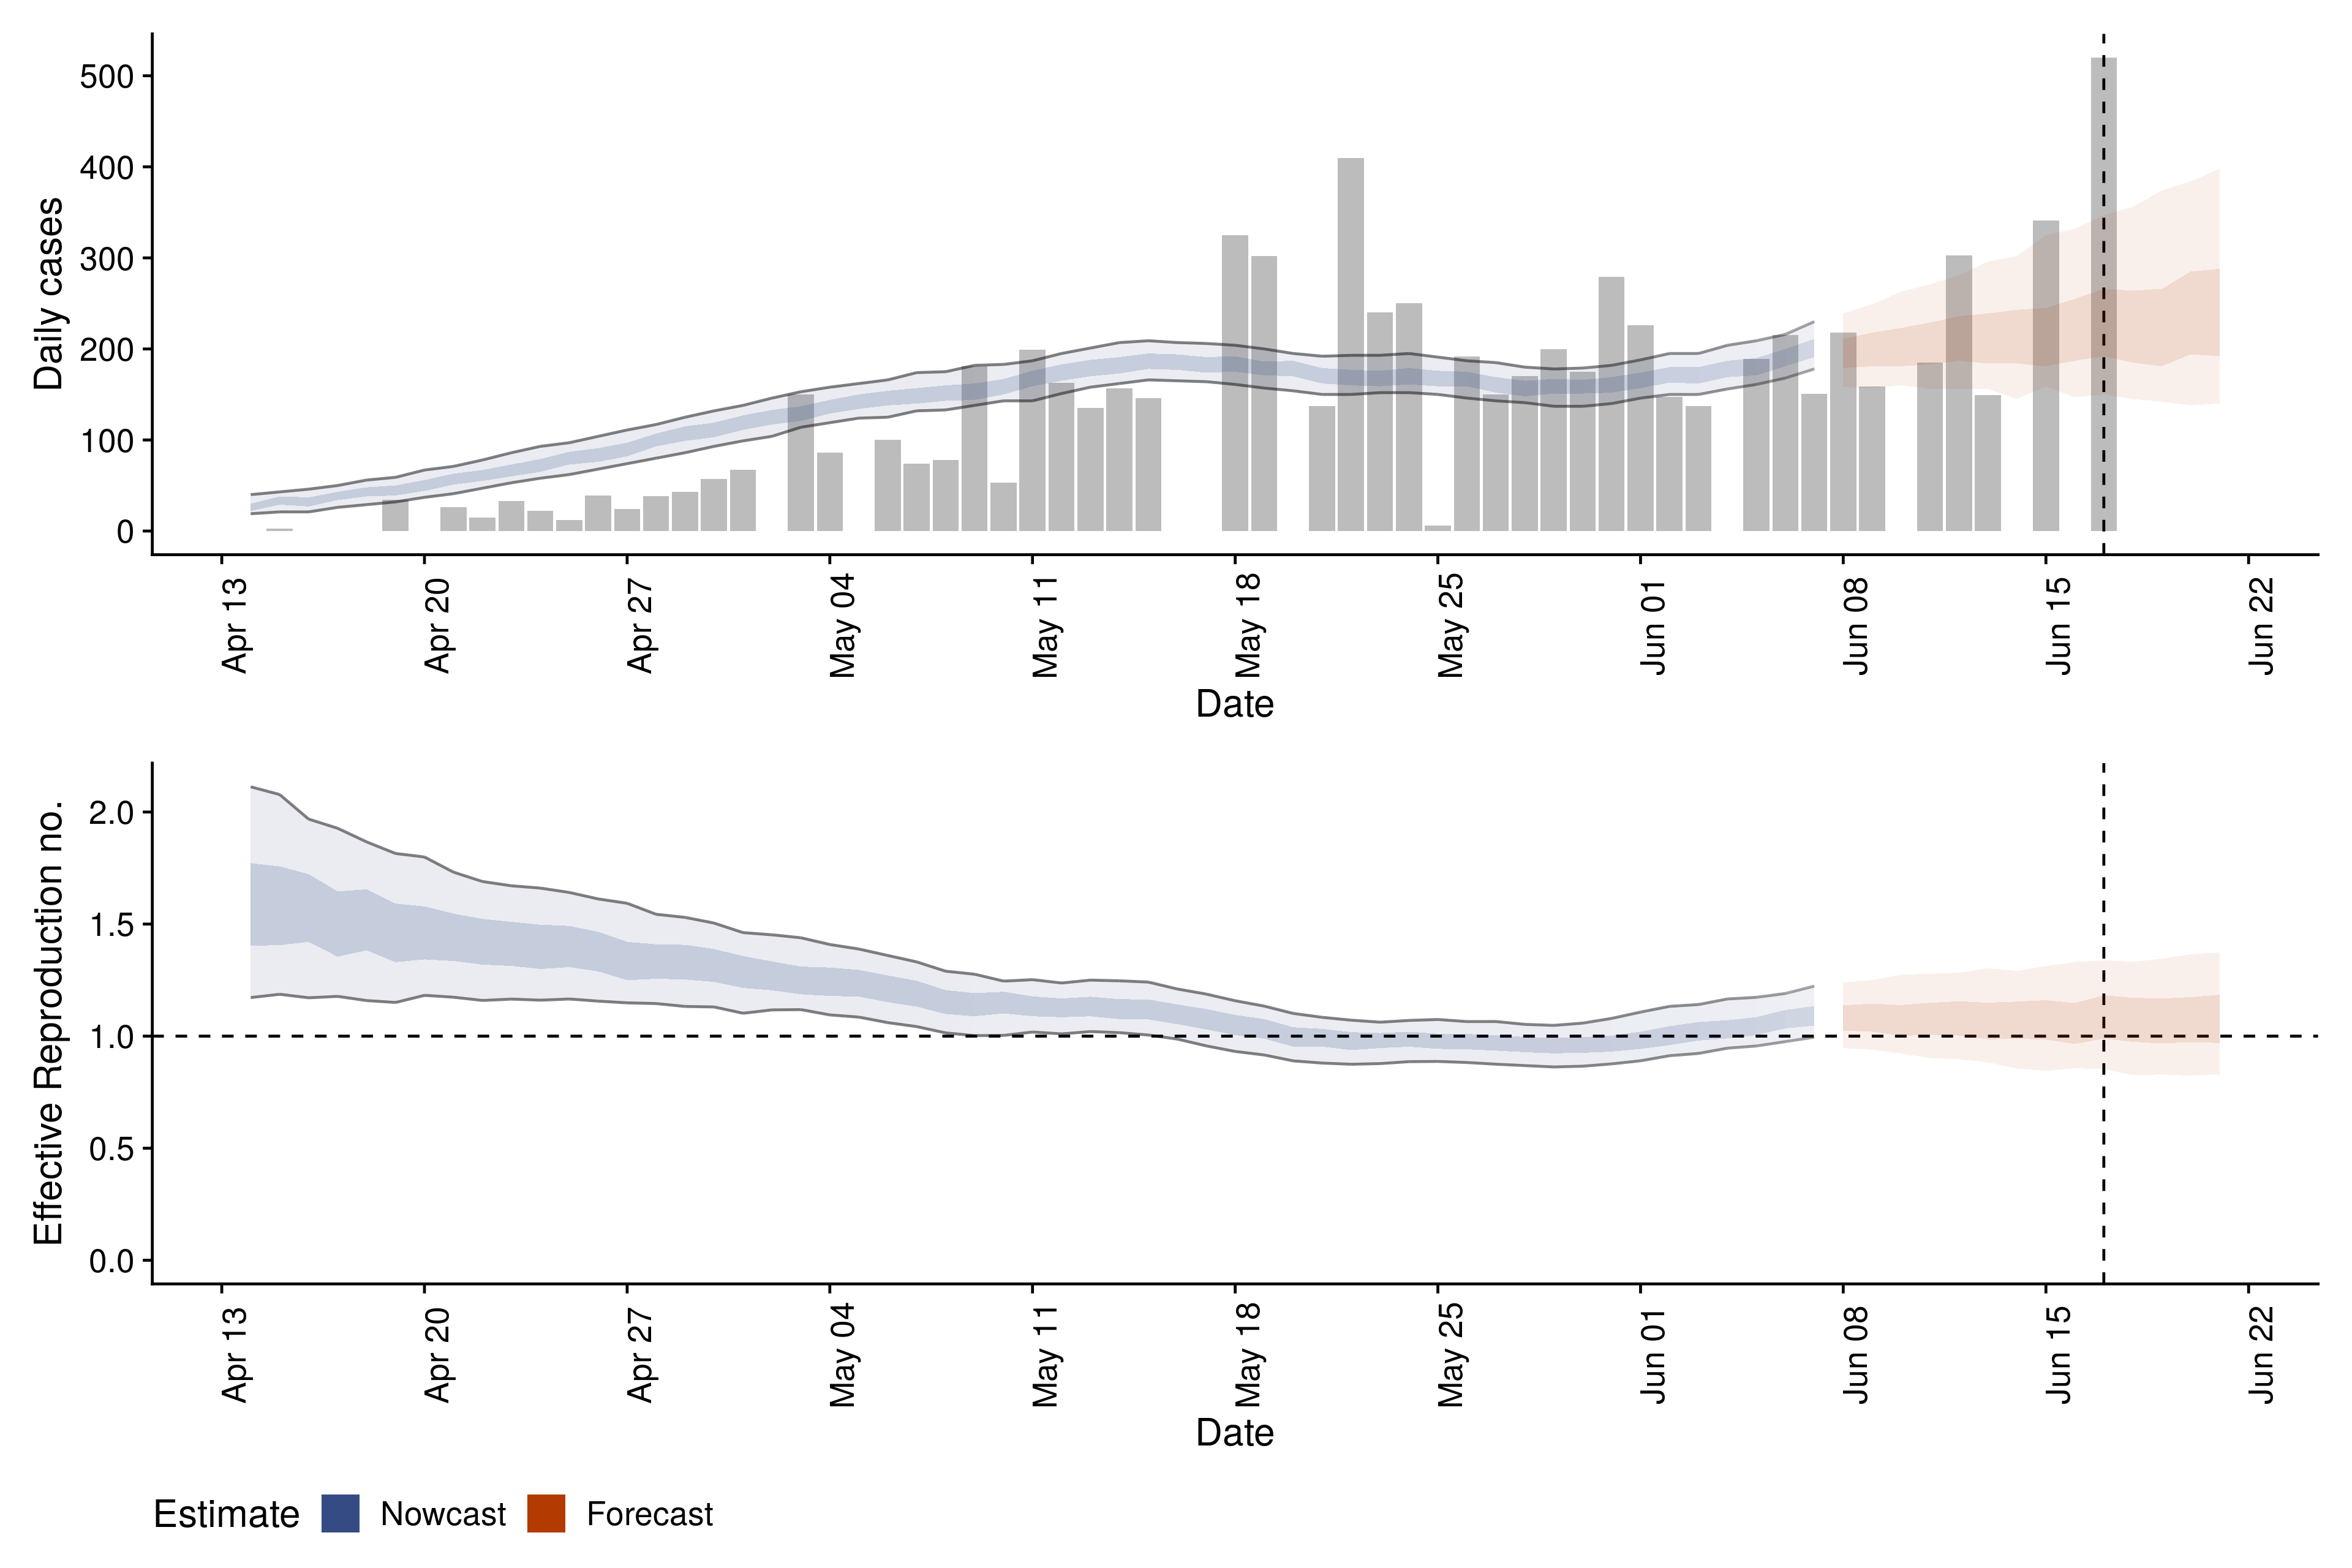 Daily cases
500
400
300
200
100
0
Apr 13 Apr 20 Apr 27 May 04 May 11 May 18 May 25 Jun 01 Jun 08 Jun 15 Jun 22
Date
Effective Reproduction no.
2.0
1.5
1.0
0.5
0.0
Apr 13 Apr 20 Apr 27 May 04 May 11 May 18 May 25 Jun 01 Jun 08 Jun 15 Jun 22
Date
Estimate Nowcast Forecast